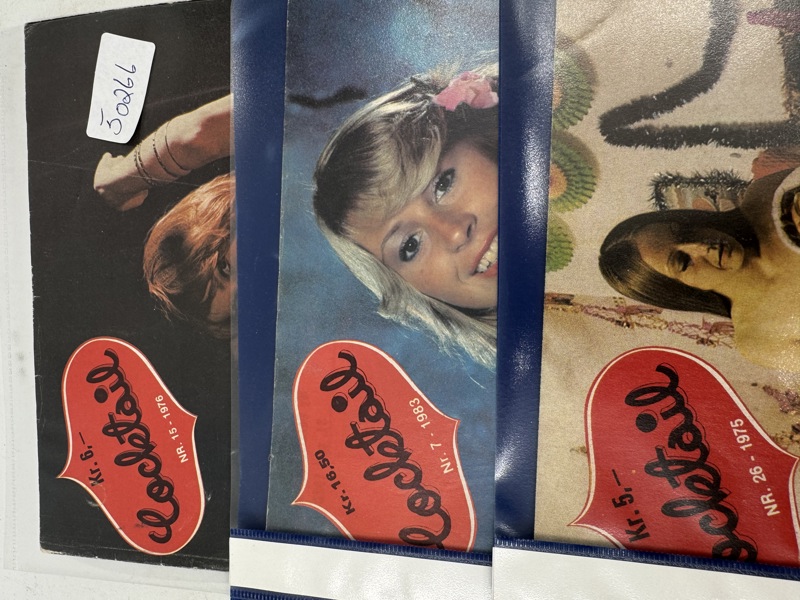 50266
Kr. 6,—
Cocktail
NR. 15 - 1976
Kr. 16.50
Cocktail
Nr. 7 - 1983
Kr. 5,—
cktail
NR. 26 - 1975